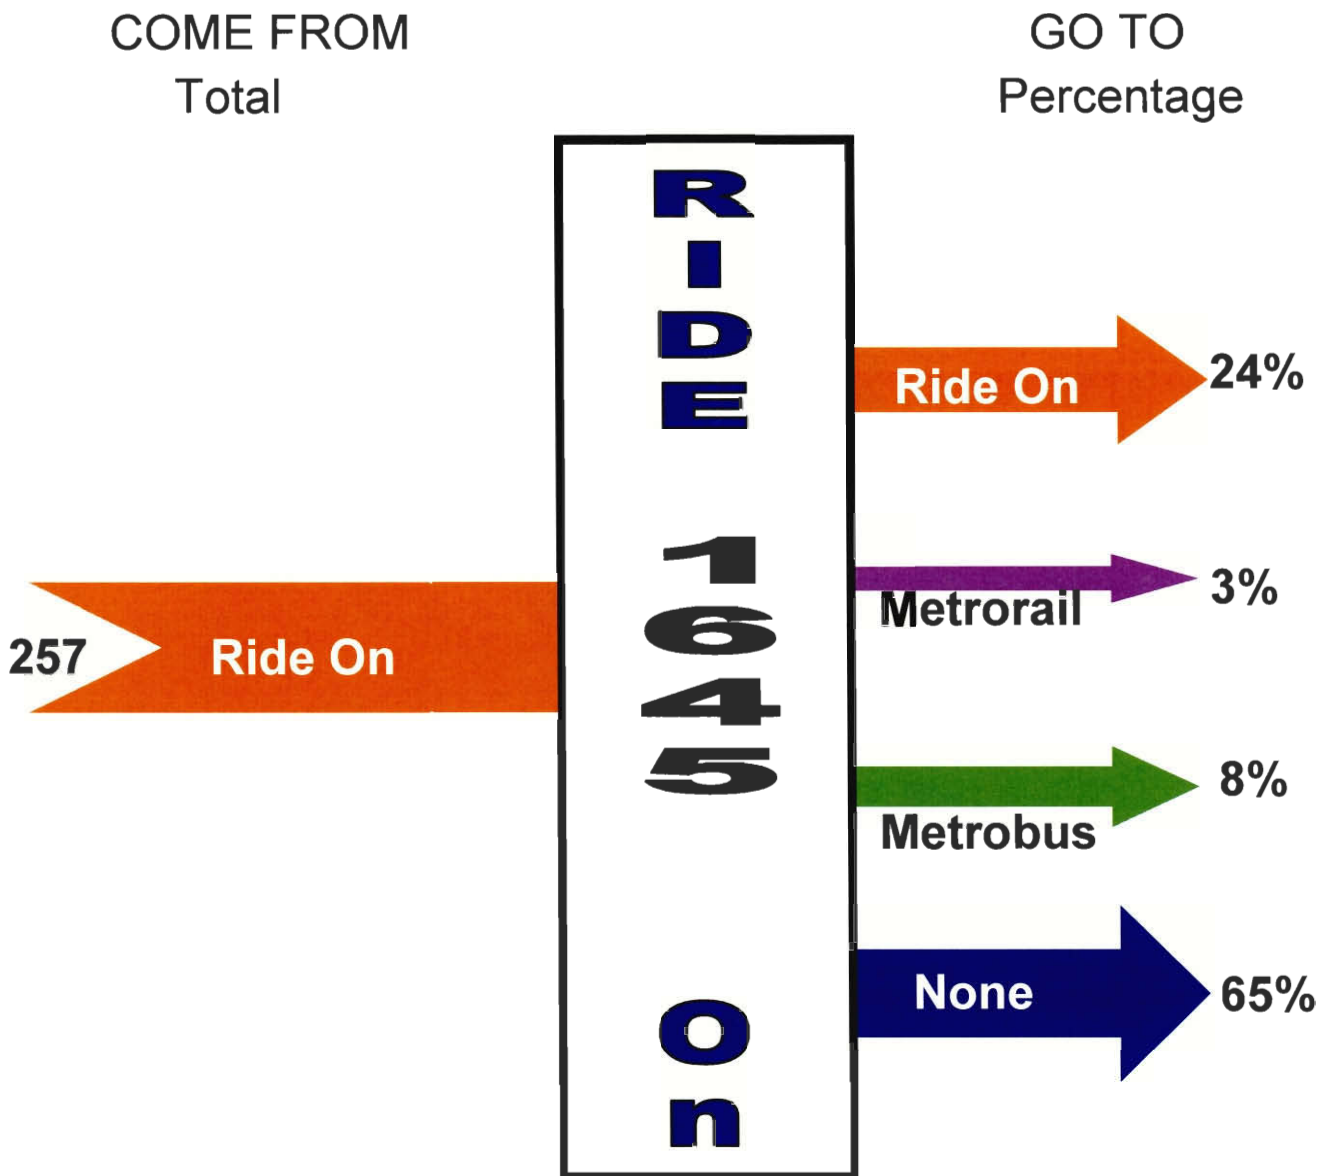 COME FROM
Total
GO TO
Percentage
RIDE
1645
On
257
Ride On
Ride On
24%
Metrorail
3%
Metrobus
8%
None
65%